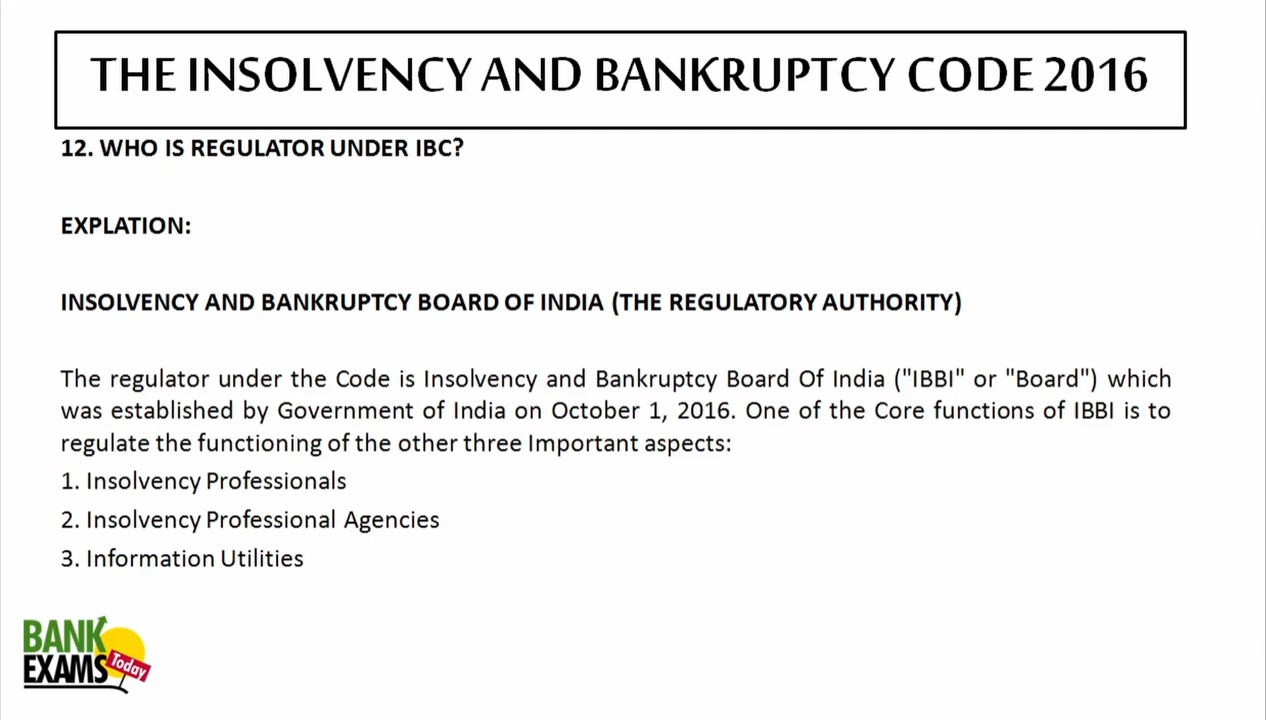 THE INSOLVENCY AND BANKRUPTCY CODE 2016
12. WHO IS REGULATOR UNDER IBC?
EXPLATION:
INSOLVENCY AND BANKRUPTCY BOARD OF INDIA (THE REGULATORY AUTHORITY)
The regulator under the Code is Insolvency and Bankruptcy Board Of India ("IBBI" or "Board") which
was established by Government of India on October 1, 2016. One of the Core functions of IBBI is to
regulate the functioning of the other three Important aspects:
1. Insolvency Professionals
2. Insolvency Professional Agencies
3. Information Utilities
BANK
EXAMS Today